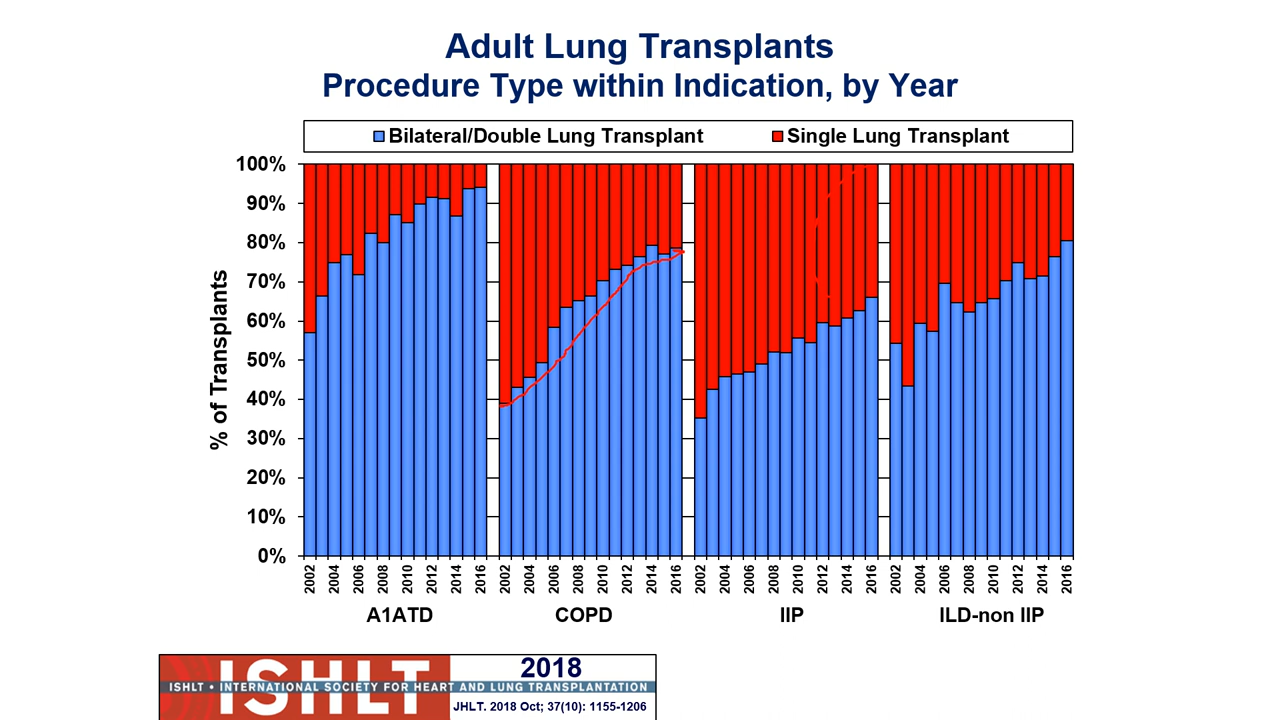 Adult Lung Transplants
Procedure Type within Indication, by Year
Bilateral/Double Lung Transplant Single Lung Transplant
% of Transplants
100%
90%
80%
70%
60%
50%
40%
30%
20%
10%
0%
2002 2004 2006 2008 2010 2012 2014 2016 2002 2004 2006 2008 2010 2012 2014 2016 2002 2004 2006 2008 2010 2012 2014 2016 2002 2004 2006 2008 2010 2012 2014 2016
A1ATD COPD IIP ILD-non IIP
ISHLT 2018
ISHLT • INTERNATIONAL SOCIETY FOR HEART AND LUNG TRANSPLANTATION
JHLT. 2018 Oct; 37(10): 1155-1206